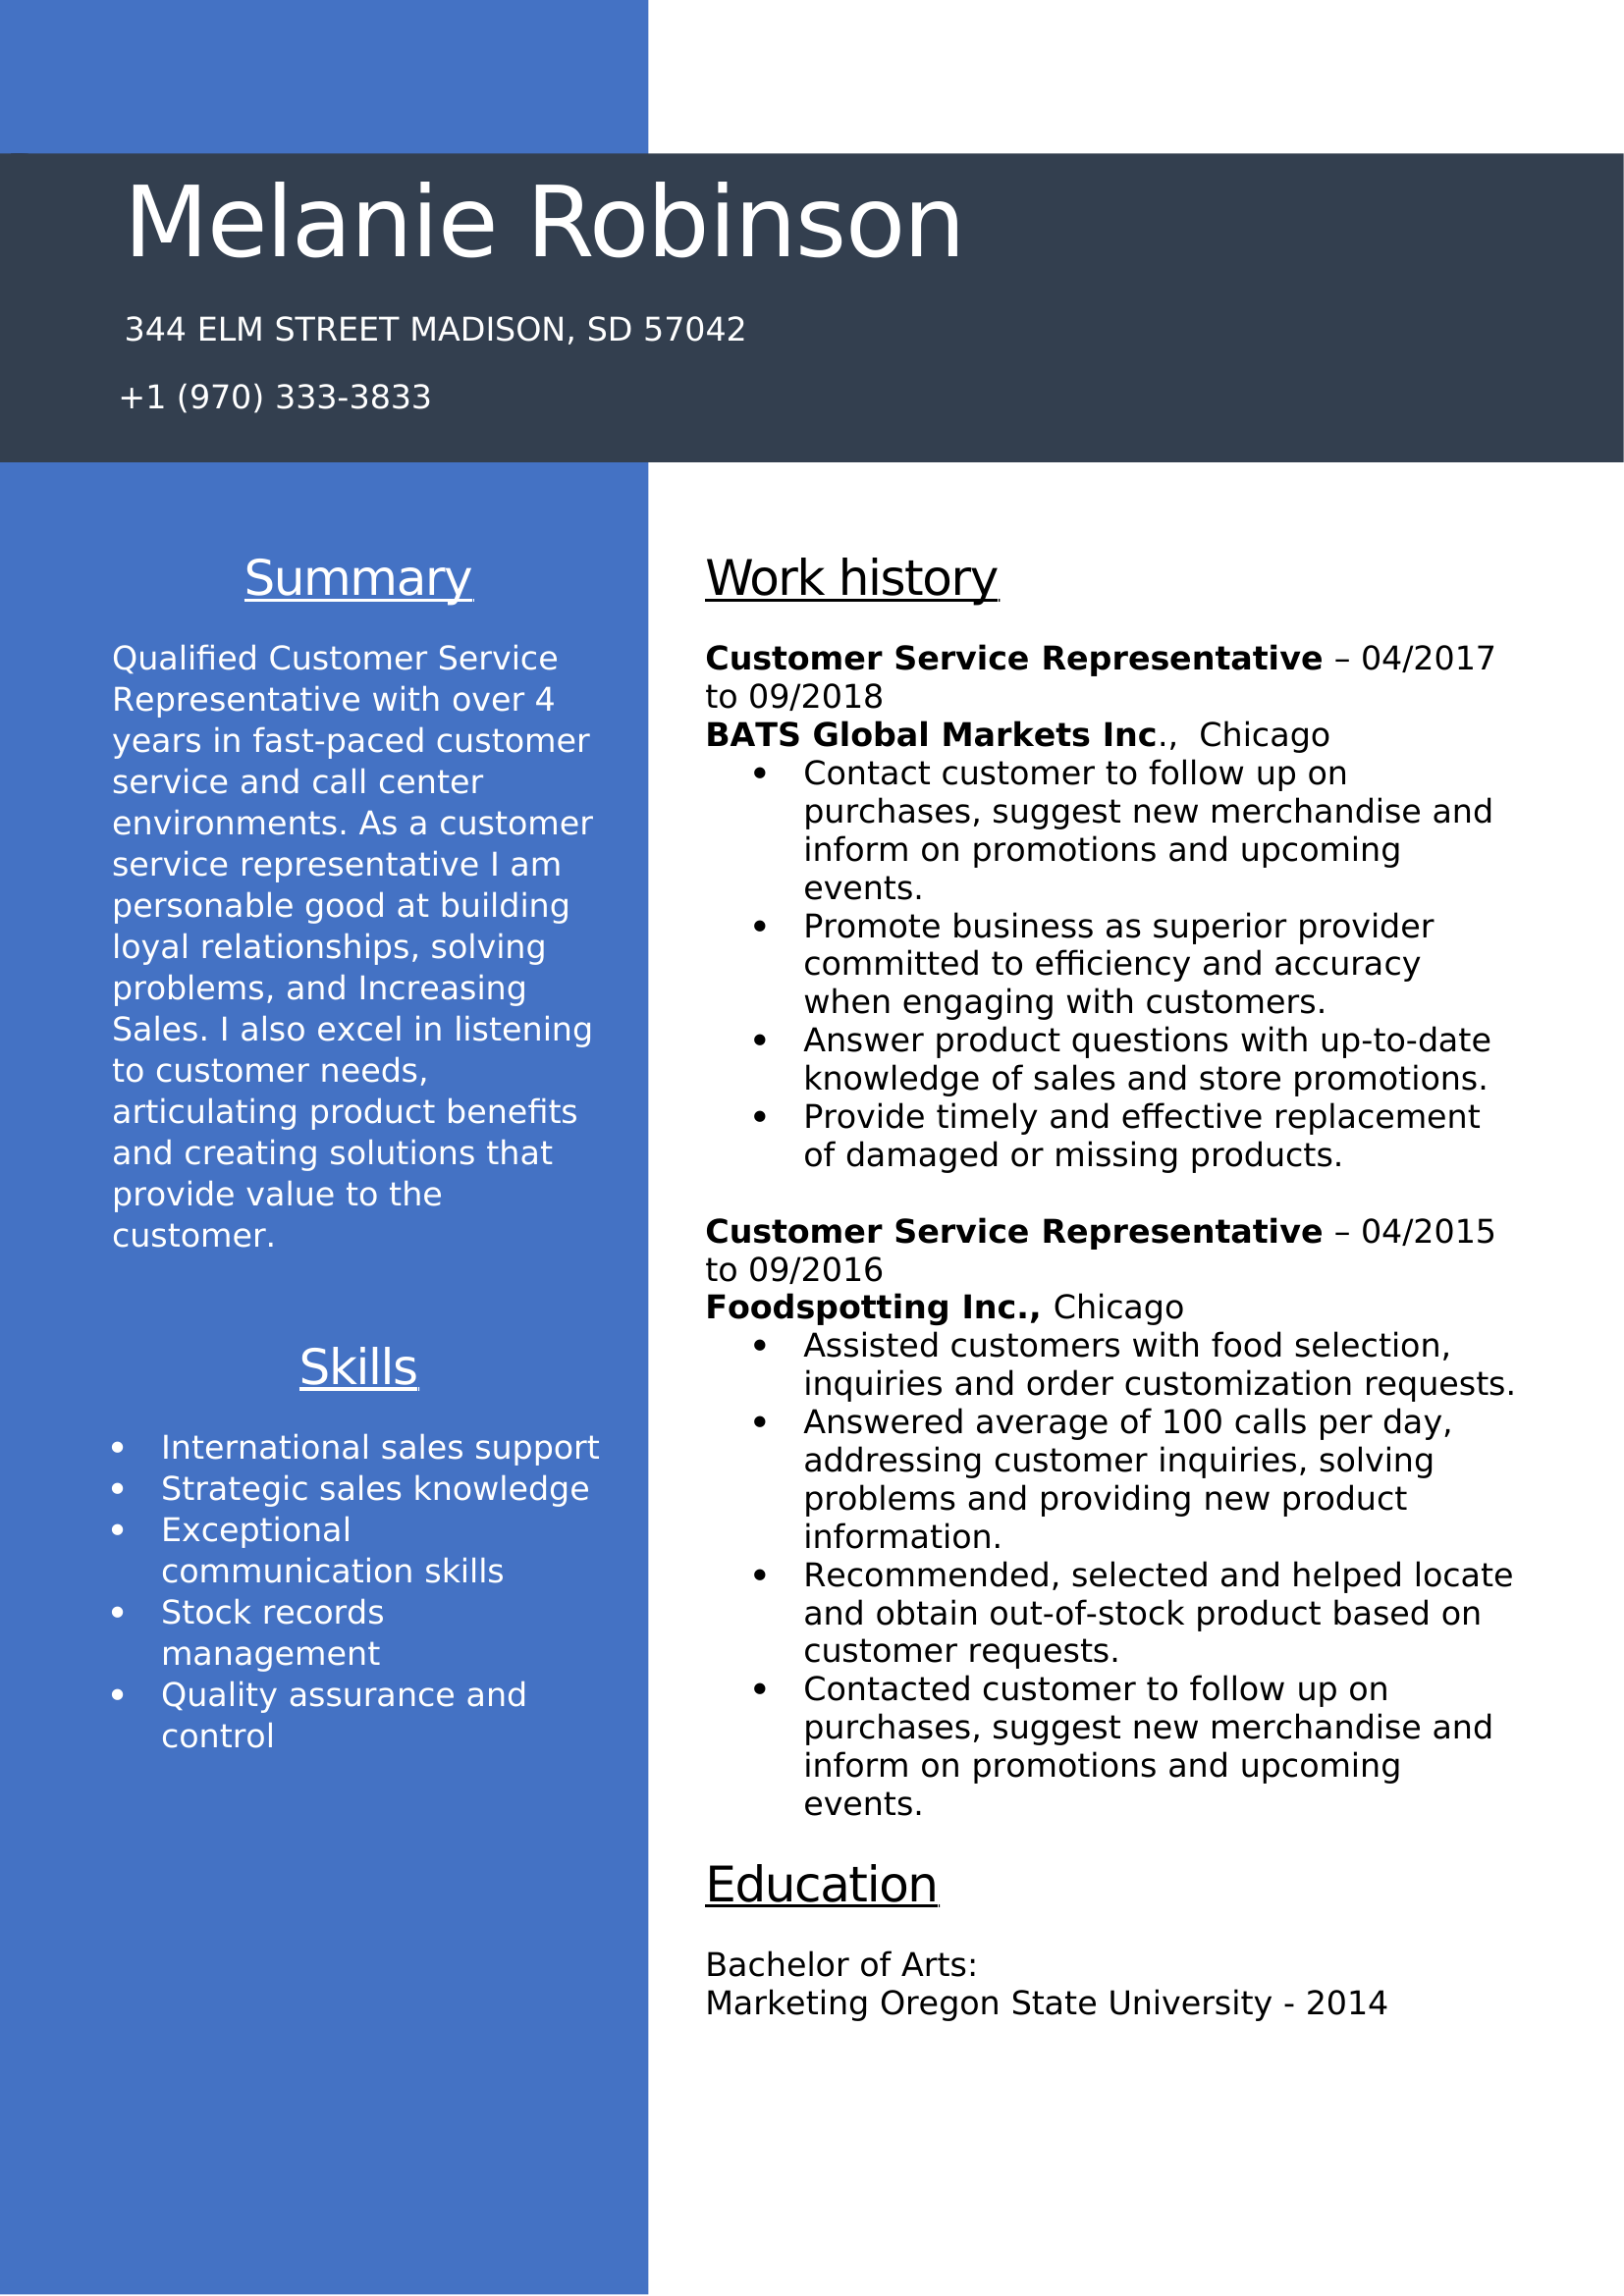 Melanie Robinson
344 ELM STREET MADISON, SD 57042
+1 (970) 333-3833
Summary
Qualified Customer Service
Representative with over 4
years in fast-paced customer
service and call center
environments. As a customer
service representative I am
personable good at building
loyal relationships, solving
problems, and Increasing
Sales. I also excel in listening
to customer needs,
articulating product benefits
and creating solutions that
provide value to the
customer.
Skills
• International sales support
• Strategic sales knowledge
• Exceptional
communication skills
• Stock records
management
• Quality assurance and
control
Work history
Customer Service Representative – 04/2017
to 09/2018
BATS Global Markets Inc.,  Chicago
• Contact customer to follow up on
purchases, suggest new merchandise and
inform on promotions and upcoming
events.
• Promote business as superior provider
committed to efficiency and accuracy
when engaging with customers.
• Answer product questions with up-to-date
knowledge of sales and store promotions.
• Provide timely and effective replacement
of damaged or missing products.
Customer Service Representative – 04/2015
to 09/2016
Foodspotting Inc., Chicago
• Assisted customers with food selection,
inquiries and order customization requests.
• Answered average of 100 calls per day,
addressing customer inquiries, solving
problems and providing new product
information.
• Recommended, selected and helped locate
and obtain out-of-stock product based on
customer requests.
• Contacted customer to follow up on
purchases, suggest new merchandise and
inform on promotions and upcoming
events.
Education
Bachelor of Arts:
Marketing Oregon State University - 2014